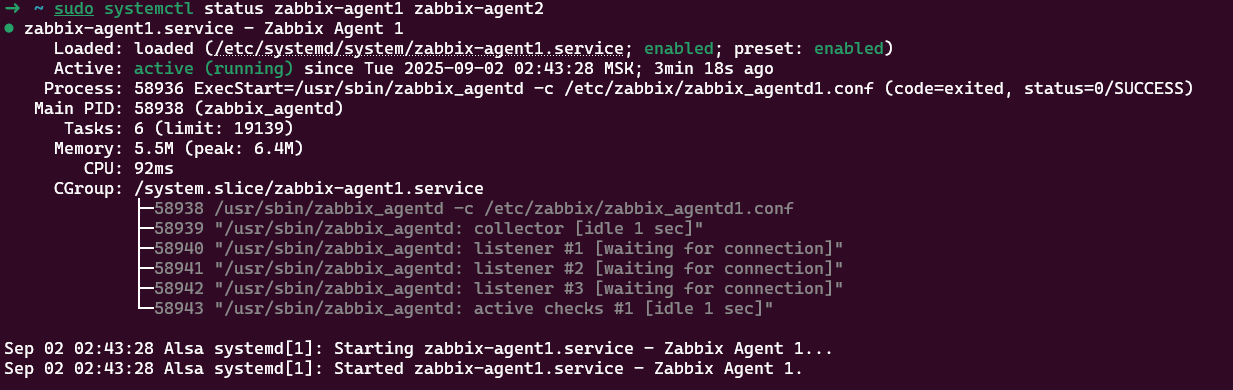 → ~ sudo systemctl status zabbix-agent1 zabbix-agent2
● zabbix-agent1.service - Zabbix Agent 1
     Loaded: loaded (/etc/systemd/system/zabbix-agent1.service; enabled; preset: enabled)
     Active: active (running) since Tue 2025-09-02 02:43:28 MSK; 3min 18s ago
    Process: 58936 ExecStart=/usr/sbin/zabbix_agentd -c /etc/zabbix/zabbix_agentd1.conf (code=exited, status=0/SUCCESS)
   Main PID: 58938 (zabbix_agentd)
      Tasks: 6 (limit: 19139)
     Memory: 5.5M (peak: 6.4M)
        CPU: 92ms
     CGroup: /system.slice/zabbix-agent1.service
             ├─58938 /usr/sbin/zabbix_agentd -c /etc/zabbix/zabbix_agentd1.conf
             ├─58939 "/usr/sbin/zabbix_agentd: collector [idle 1 sec]"
             ├─58940 "/usr/sbin/zabbix_agentd: listener #1 [waiting for connection]"
             ├─58941 "/usr/sbin/zabbix_agentd: listener #2 [waiting for connection]"
             ├─58942 "/usr/sbin/zabbix_agentd: listener #3 [waiting for connection]"
             └─58943 "/usr/sbin/zabbix_agentd: active checks #1 [idle 1 sec]"
Sep 02 02:43:28 Alsa systemd[1]: Starting zabbix-agent1.service - Zabbix Agent 1...
Sep 02 02:43:28 Alsa systemd[1]: Started zabbix-agent1.service - Zabbix Agent 1.